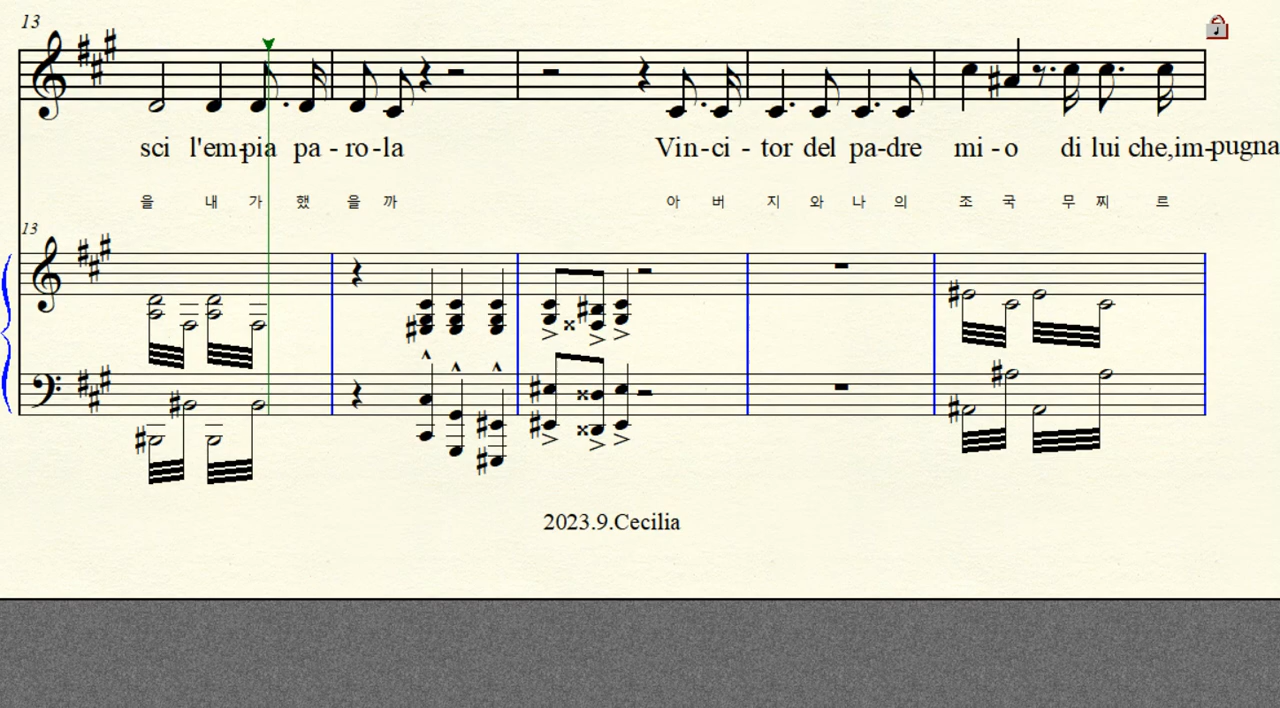 13
sci l'em-pia pa - ro - la Vin - ci - tor del pa - dre mi - o di lui che,im-pugna
을 내 가 했 을 까 아 버 지 와 나 의 조 국 무 찌 르
13
2023.9.Cecilia